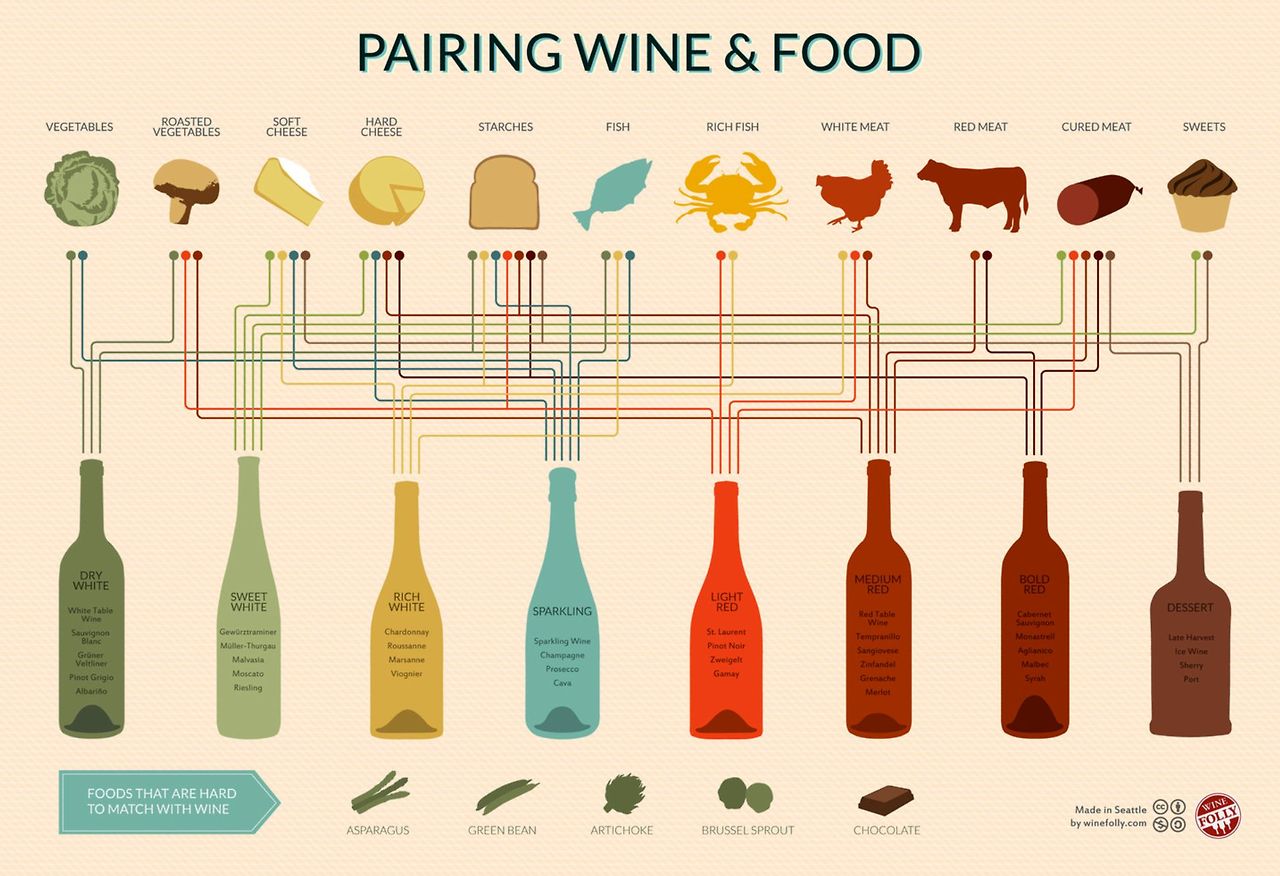 PAIRING WINE & FOOD
VEGETABLES
ROASTED
VEGETABLES
SOFT
CHEESE
HARD
CHEESE
STARCHES
FISH
RICH FISH
WHITE MEAT
RED MEAT
CURED MEAT
SWEETS
DRY
WHITE
White Table
Wine
Sauvignon
Blanc
Grüner
Veltliner
Pinot Grigio
Albariño
SWEET
WHITE
Gewürztraminer
Müller-Thurgau
Malvasia
Moscato
Riesling
RICH
WHITE
Chardonnay
Roussanne
Marsanne
Viognier
SPARKLING
Sparkling Wine
Champagne
Prosecco
Cava
LIGHT
RED
St. Laurent
Pinot Noir
Zweigelt
Gamay
MEDIUM
RED
Red Table
Wine
Tempranillo
Sangiovese
Zinfandel
Grenache
Merlot
BOLD
RED
Cabernet
Sauvignon
Monastrell
Aglianico
Malbec
Syrah
DESSERT
Late Harvest
Ice Wine
Sherry
Port
FOODS THAT ARE HARD
TO MATCH WITH WINE
ASPARAGUS
GREEN BEAN
ARTICHOKE
BRUSSEL SPROUT
CHOCOLATE
Made in Seattle
by winefolly.com
cc
WINE
FOLLY